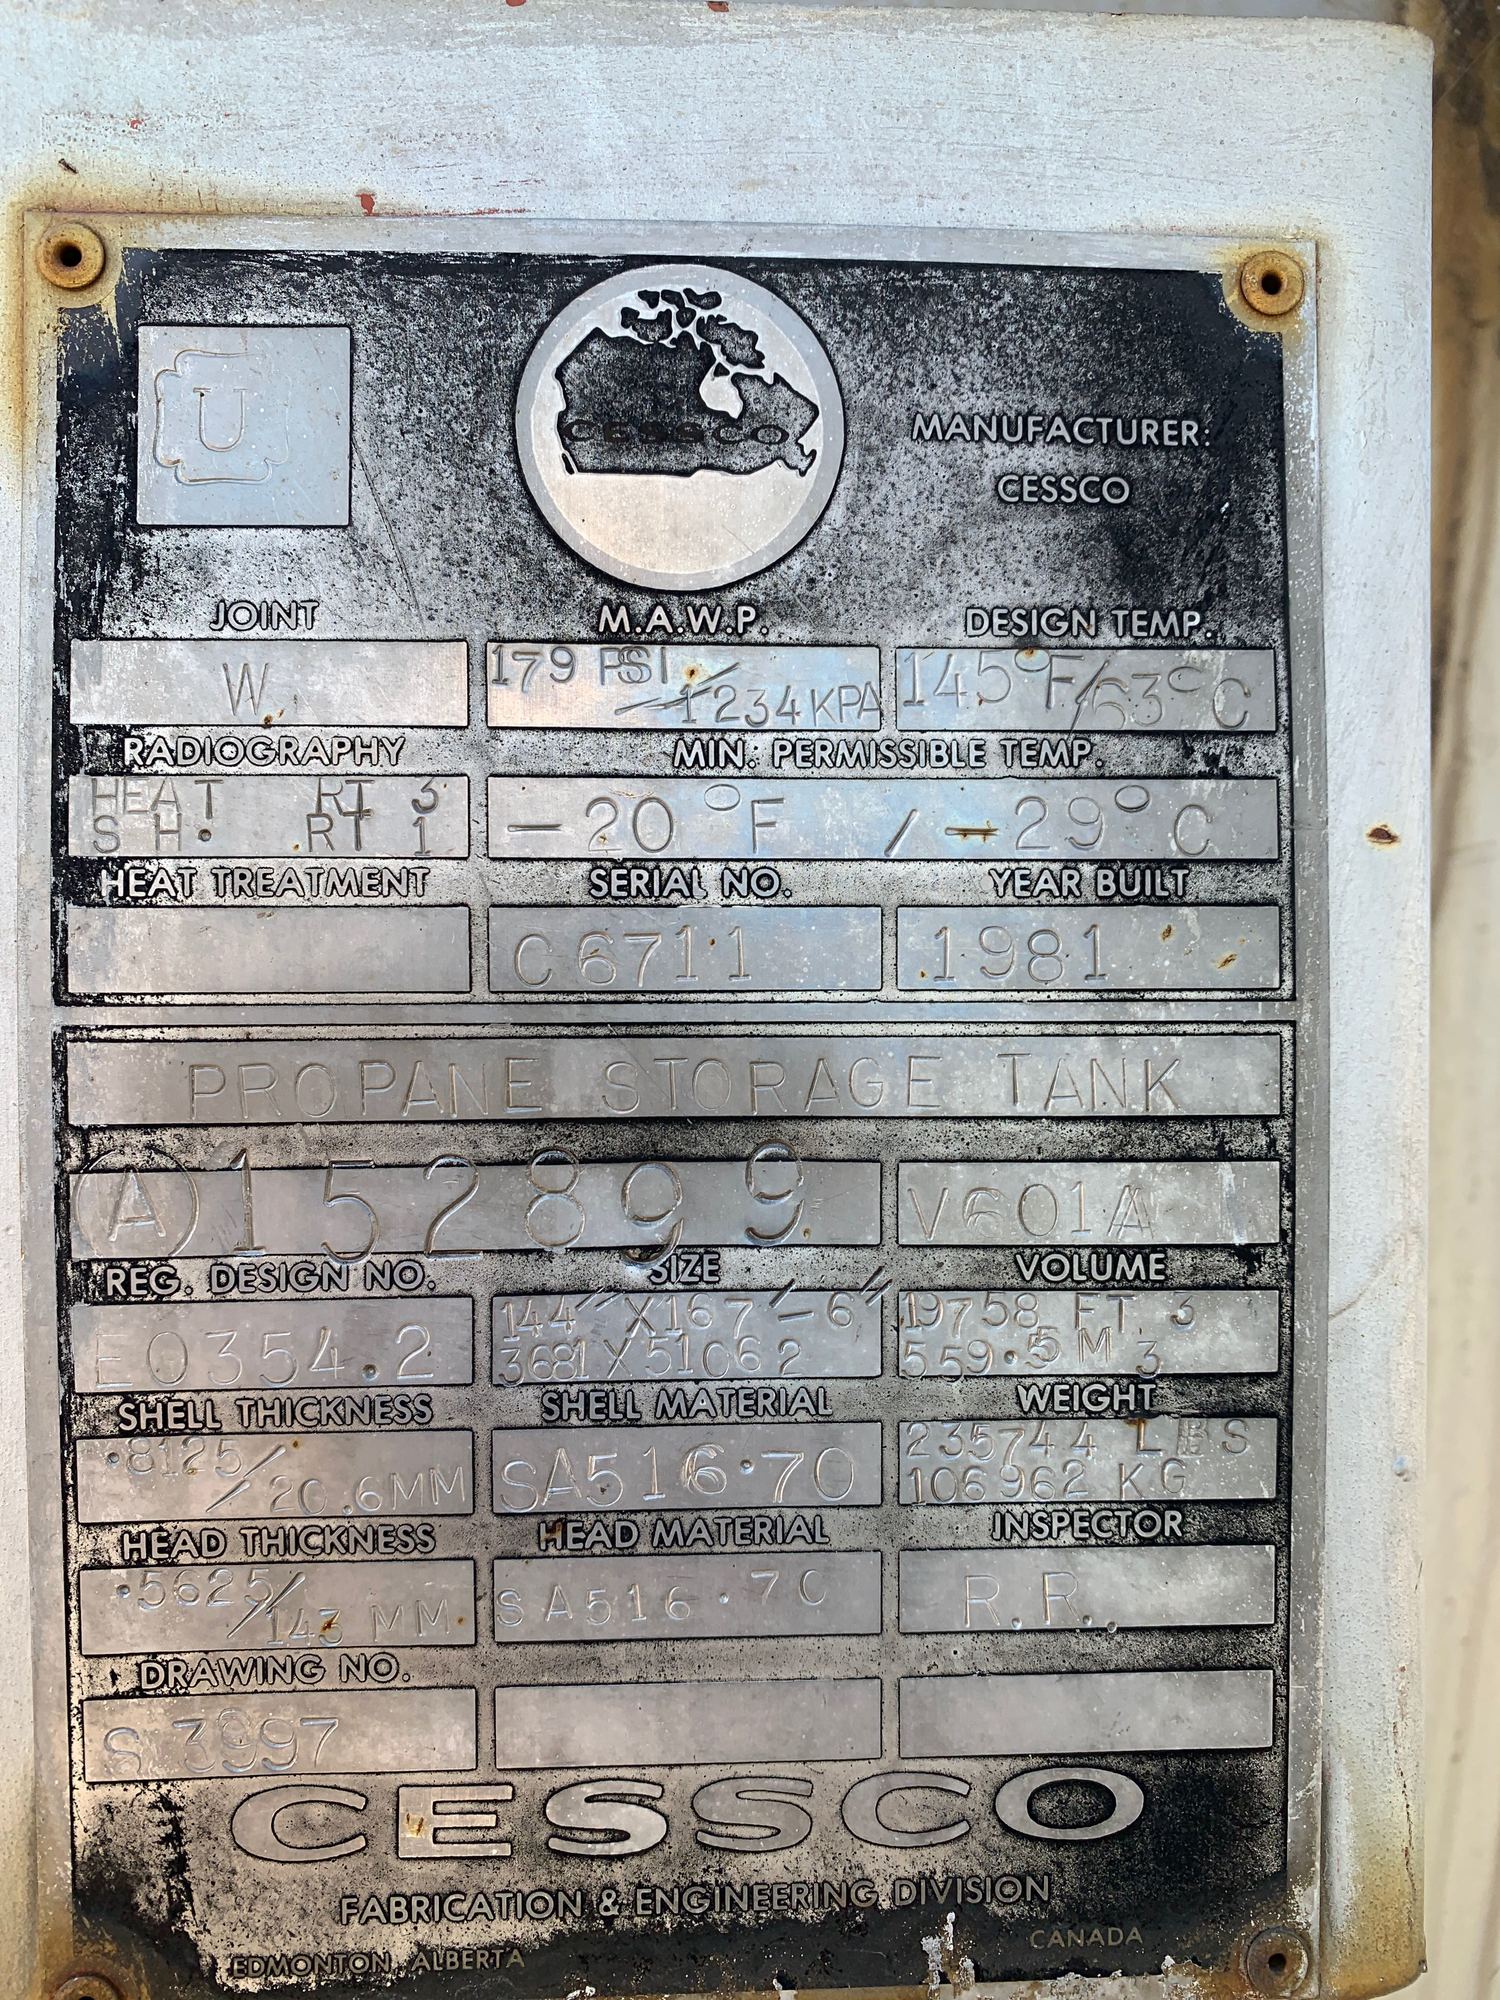 U
CESSCO
MANUFACTURER:
CESSCO
JOINT M.A.W.P. DESIGN TEMP.
W 179 PSI / 1234 KPA 145°F/63°C
RADIOGRAPHY MIN: PERMISSIBLE TEMP.
HEAT RT 3
SH. RT 1
-20°F / -29°C
HEAT TREATMENT SERIAL NO. YEAR BUILT
C6711 1981
PROPANE STORAGE TANK
(A) 152899 V601A
REG. DESIGN NO. SIZE VOLUME
E0354.2
144" X 167'-6"
3681 X 51062
19758 FT 3
559.5 M 3
SHELL THICKNESS SHELL MATERIAL WEIGHT
.8125/20.6MM SA516.70
235744 LBS
106962 KG
HEAD THICKNESS HEAD MATERIAL INSPECTOR
.5625/143 MM SA516.70 R.R.
DRAWING NO.
S 3997
CESSCO
FABRICATION & ENGINEERING DIVISION
EDMONTON, ALBERTA CANADA